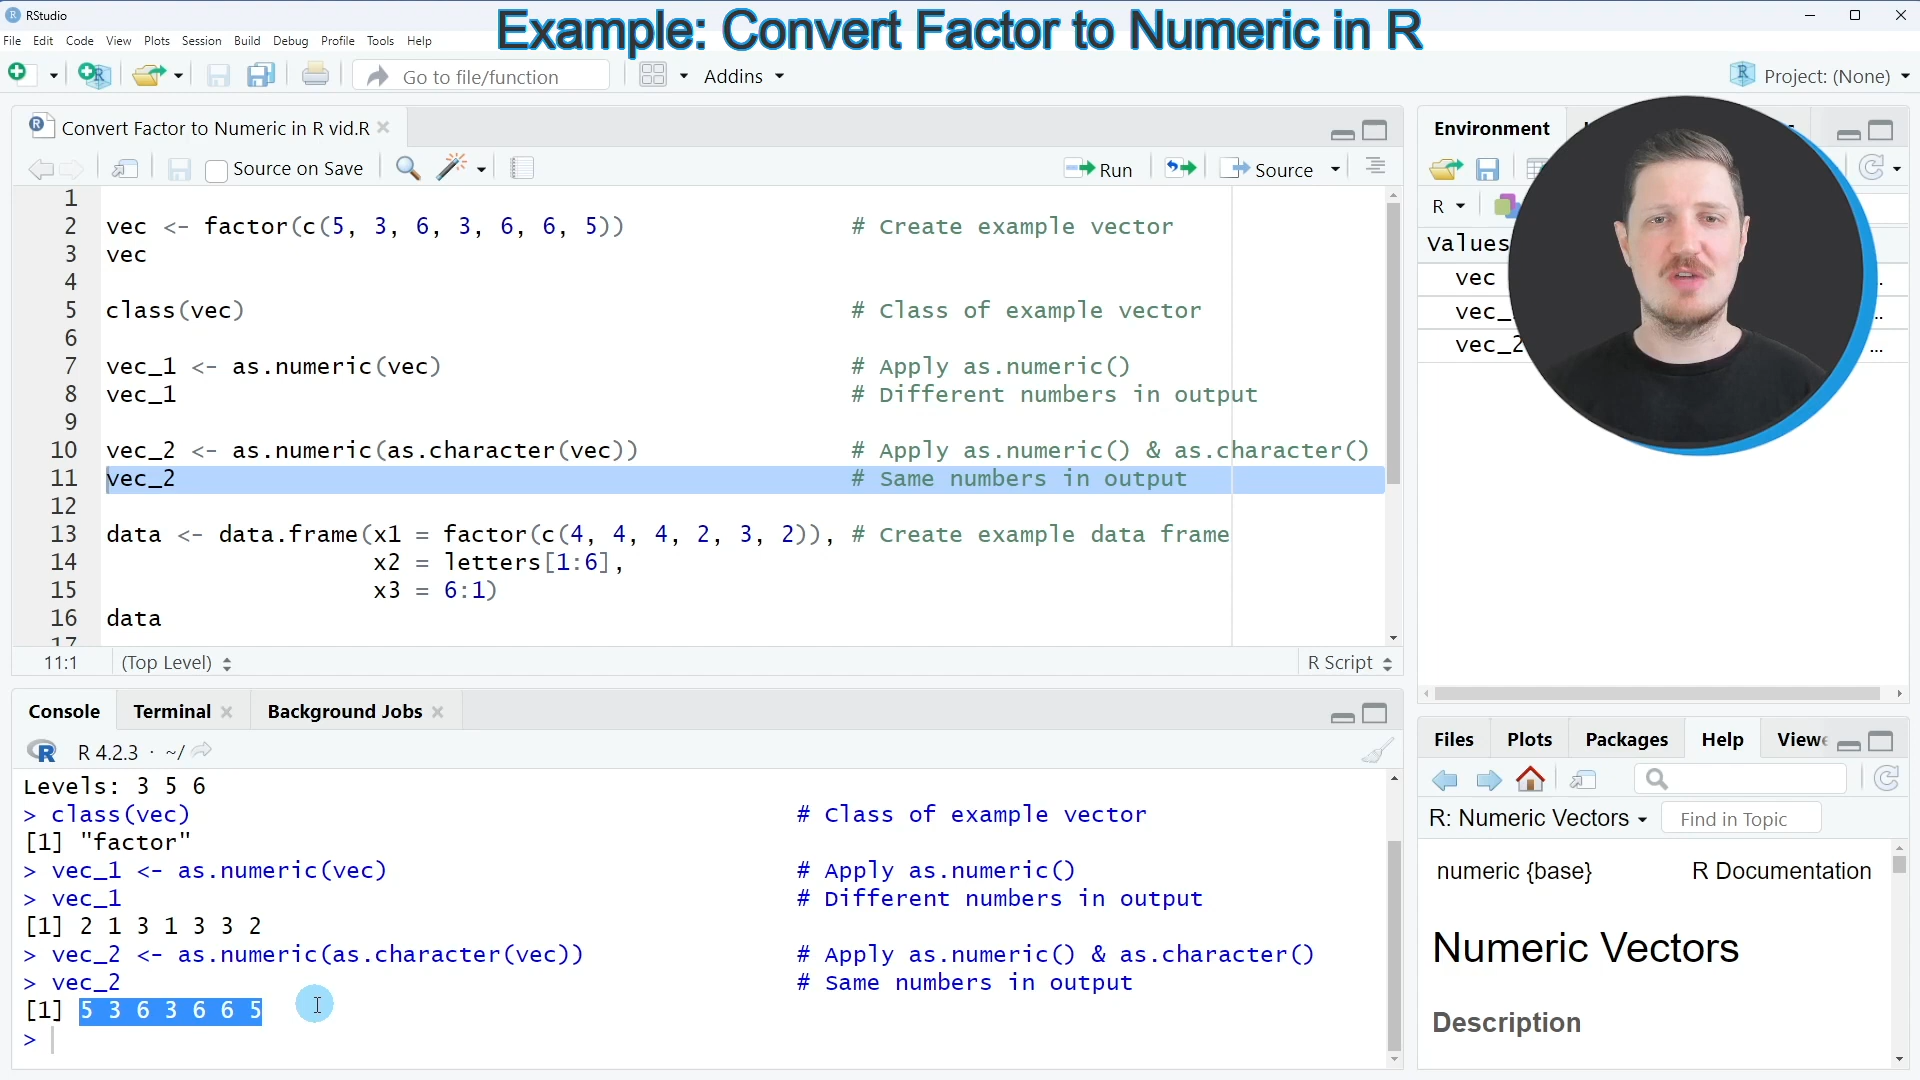 RStudio
Example: Convert Factor to Numeric in R
File Edit Code View Plots Session Build Debug Profile Tools Help
Go to file/function
Addins
Project: (None)
Convert Factor to Numeric in R vid.R
Source on Save
Run
Source
1
2 vec <- factor(c(5, 3, 6, 3, 6, 6, 5)) # Create example vector
3 vec
4
5 class(vec) # Class of example vector
6
7 vec_1 <- as.numeric(vec) # Apply as.numeric()
8 vec_1 # Different numbers in output
9
10 vec_2 <- as.numeric(as.character(vec)) # Apply as.numeric() & as.character()
11 vec_2 # Same numbers in output
12
13 data <- data.frame(x1 = factor(c(4, 4, 4, 2, 3, 2)), # Create example data frame
14 x2 = letters[1:6],
15 x3 = 6:1)
16 data
17
11:1 (Top Level) R Script
Console Terminal Background Jobs
R 4.2.3 · ~/
Levels: 3 5 6
> class(vec) # Class of example vector
[1] "factor"
> vec_1 <- as.numeric(vec) # Apply as.numeric()
> vec_1 # Different numbers in output
[1] 2 1 3 1 3 3 2
> vec_2 <- as.numeric(as.character(vec)) # Apply as.numeric() & as.character()
> vec_2 # Same numbers in output
[1] 5 3 6 3 6 6 5
>
Environment
R
Values
vec
vec_
vec_2 ...
Files Plots Packages Help Viewe
R: Numeric Vectors Find in Topic
numeric {base} R Documentation
Numeric Vectors
Description